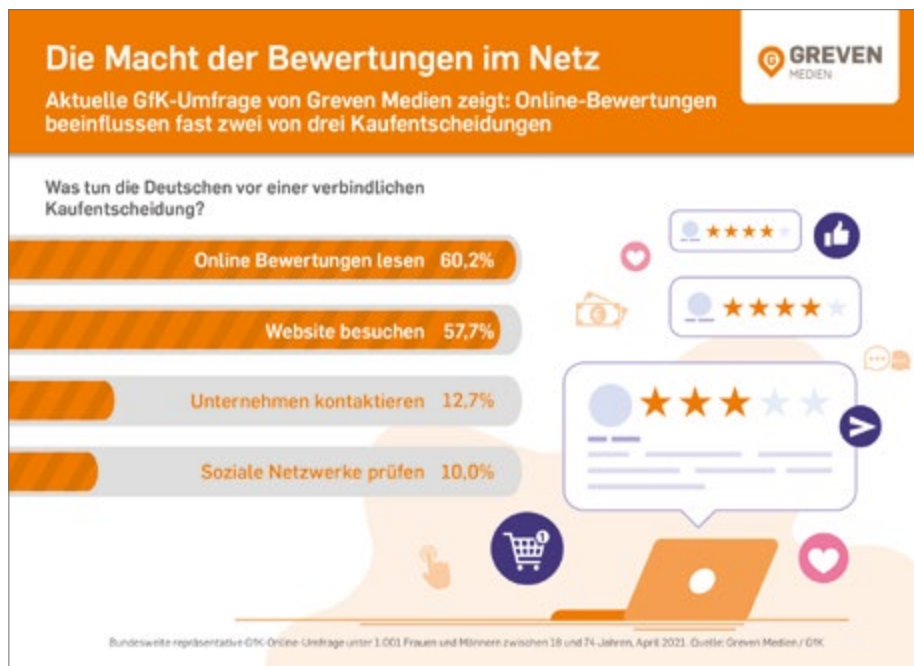 Die Macht der Bewertungen im Netz
Aktuelle GfK-Umfrage von Greven Medien zeigt: Online-Bewertungen
beeinflussen fast zwei von drei Kaufentscheidungen
GREVEN
MEDIEN
Was tun die Deutschen vor einer verbindlichen
Kaufentscheidung?
Online Bewertungen lesen 60,2%
Website besuchen 57,7%
Unternehmen kontaktieren 12,7%
Soziale Netzwerke prüfen 10,0%
1
Bundesweite repräsentative GfK-Online-Umfrage unter 1.001 Frauen und Männern zwischen 18 und 74 Jahren, April 2021. Quelle: Greven Medien / GfK